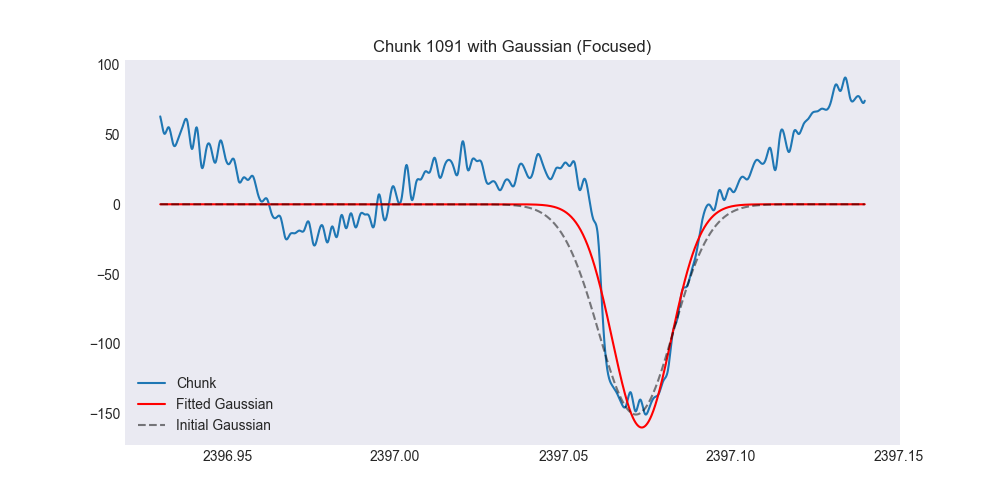 Chunk 1091 with Gaussian (Focused)
100
50
0
−50
−100
−150
Chunk
Fitted Gaussian
Initial Gaussian
2396.95 2397.00 2397.05 2397.10 2397.15